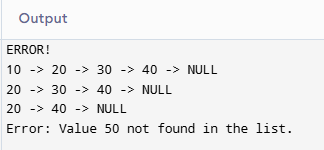 Output
ERROR!
10 -> 20 -> 30 -> 40 -> NULL
20 -> 30 -> 40 -> NULL
20 -> 40 -> NULL
Error: Value 50 not found in the list.